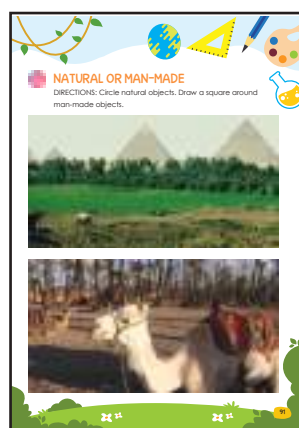 NATURAL OR MAN-MADE
DIRECTIONS: Circle natural objects. Draw a square around
man-made objects.
91